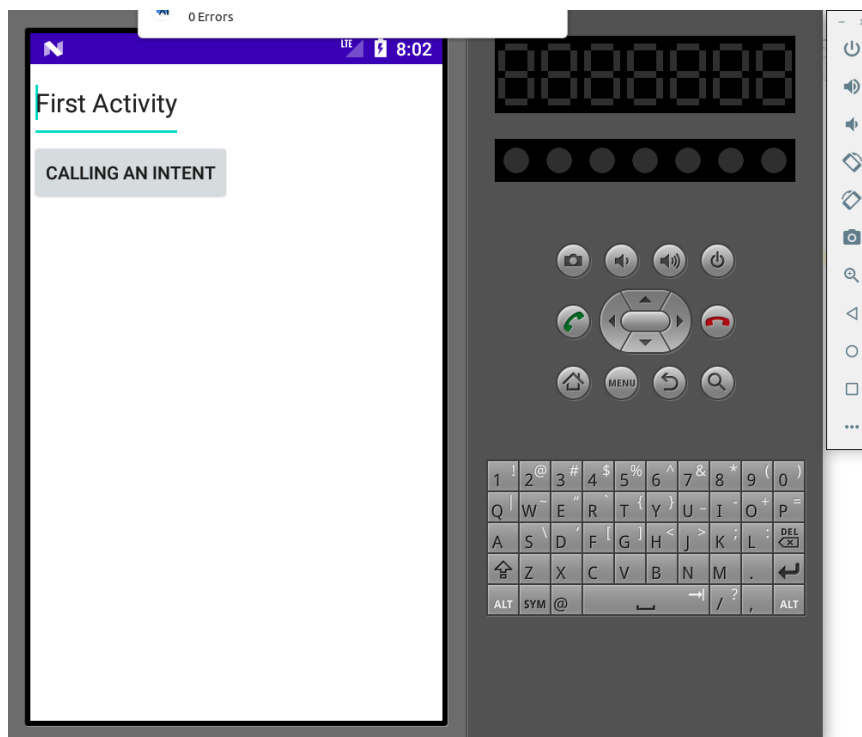 0 Errors
LTE 8:02
First Activity
CALLING AN INTENT
MENU
1 ! 2 @ 3 # 4 $ 5 % 6 ^ 7 & 8 * 9 ( 0 )
Q | W ~ E " R ` T { Y } U _ I - O + P =
A S \ D ' F [ G ] H < J > K ; L : DEL
Z X C V B N M .
ALT SYM @ / ? , ALT